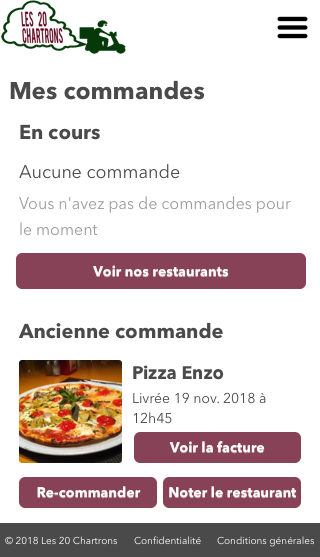 LES 20
CHARTRONS
Mes commandes
En cours
Aucune commande
Vous n'avez pas de commandes pour
le moment
Voir nos restaurants
Ancienne commande
Pizza Enzo
Livrée 19 nov. 2018 à
12h45
Voir la facture
Re-commander
Noter le restaurant
© 2018 Les 20 Chartrons
Confidentialité
Conditions générales